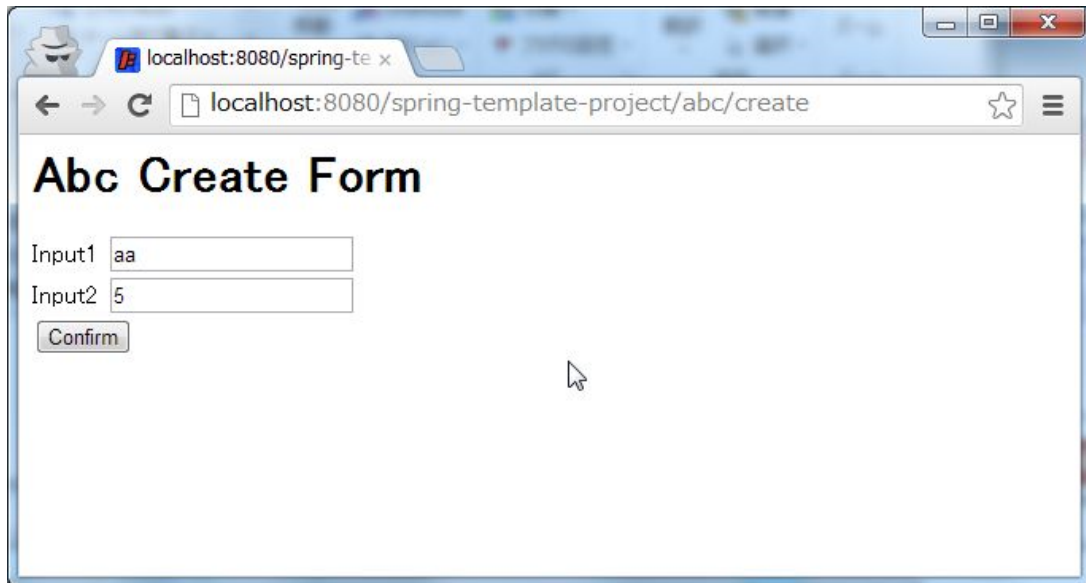 localhost:8080/spring-te
localhost:8080/spring-template-project/abc/create
Abc Create Form
Input1 aa
Input2 5
Confirm